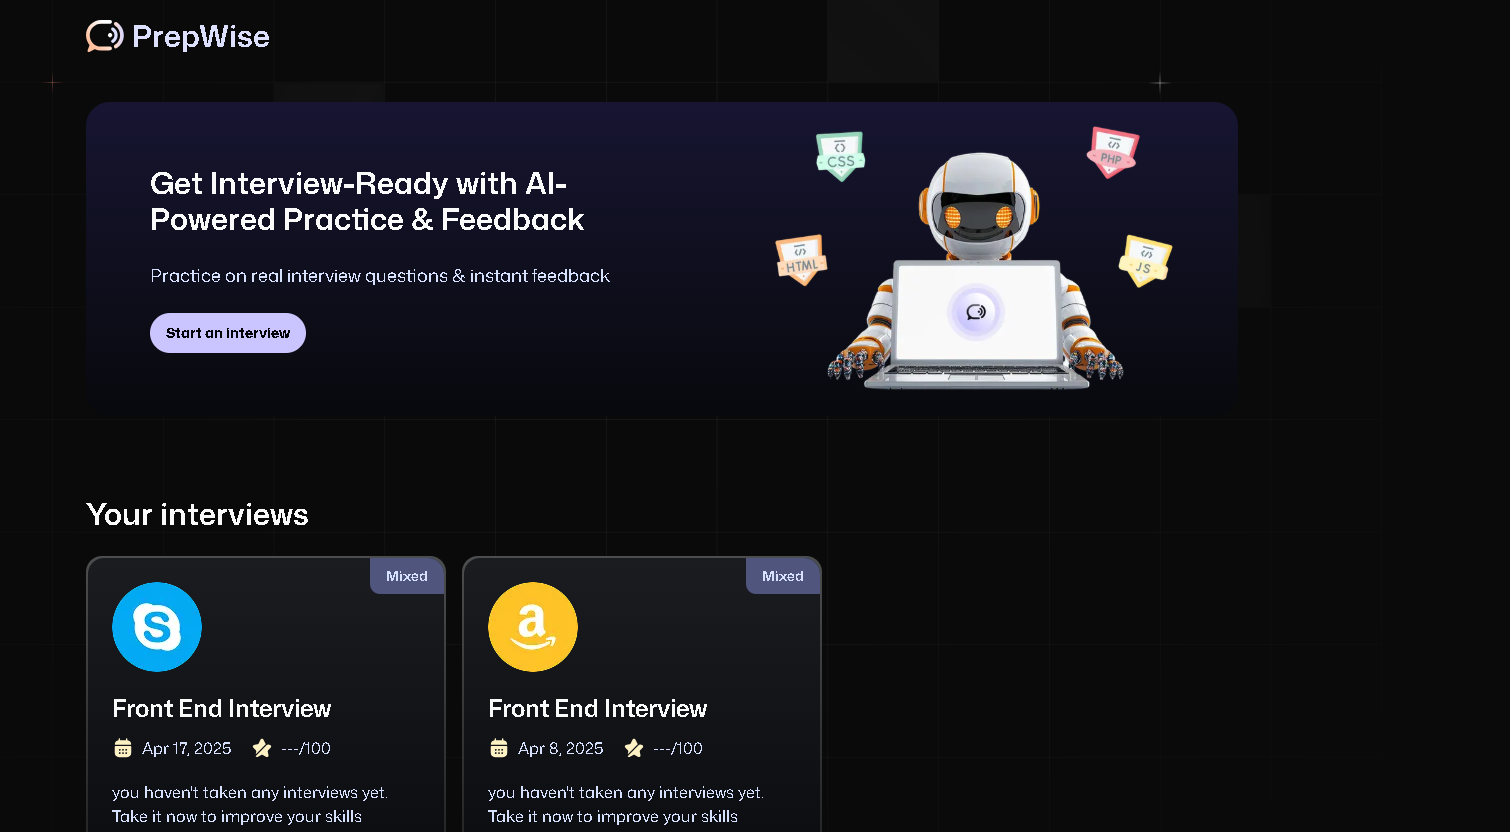 PrepWise
Get Interview-Ready with AI-
Powered Practice & Feedback
Practice on real interview questions & instant feedback
Start an interview
CSS
PHP
HTML
JS
Your interviews
Mixed
Front End Interview
Apr 17, 2025 ---/100
you haven't taken any interviews yet.
Take it now to improve your skills
Mixed
Front End Interview
Apr 8, 2025 ---/100
you haven't taken any interviews yet.
Take it now to improve your skills